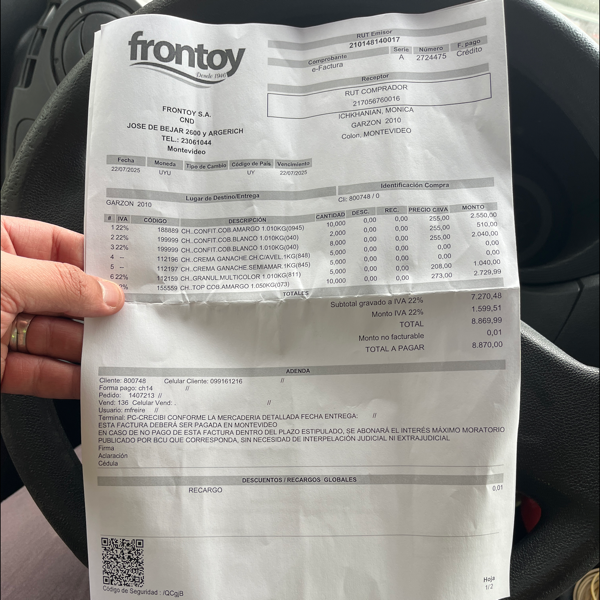 frontoy
Desde 1940
RUT Emisor
210148140017
Comprobante Serie Número F. pago
e-Factura A 2724475 Crédito
Receptor
RUT COMPRADOR
217056760016
ICHKHANIAN, MONICA
GARZON 2010
Colon, MONTEVIDEO
FRONTOY S.A.
CND
JOSE DE BEJAR 2600 y ARGERICH
TEL.: 23061044
Montevideo
Fecha Moneda Tipo de Cambio Código de País Vencimiento
22/07/2025 UYU UY 22/07/2025
Lugar de Destino/Entrega Identificación Compra
GARZON 2010 Cli: 800748 / 0
# IVA CÓDIGO DESCRIPCIÓN CANTIDAD DESC. REC. PRECIO C/IVA MONTO
1 22% 188889 CH..CONFIT.COB.AMARGO 1.010KG(0945) 10,000 0,00 0,00 255,00 2.550,00
2 22% 199999 CH..CONFIT.COB.BLANCO 1.010KG(040) 2,000 0,00 0,00 255,00 510,00
3 22% 199999 CH..CONFIT.COB.BLANCO 1.010KG(040) 8,000 0,00 0,00 255,00 2.040,00
4 -- 112196 CH..CREMA GANACHE CH.C/AVEL.1KG(848) 5,000 0,00 0,00
5 -- 112197 CH..CREMA GANACHE.SEMIAMAR.1KG(845) 5,000 0,00 0,00
6 22% 112159 CH..GRANUL.MULTICOLOR 1.010KG(811) 5,000 0,00 0,00 208,00 1.040,00
155559 CH.TOP COB.AMARGO 1.050KG(073) 10,000 0,00 0,00 273,00 2.729,99
TOTALES
Subtotal gravado a IVA 22% 7.270,48
Monto IVA 22% 1.599,51
TOTAL 8.869,99
Monto no facturable 0,01
TOTAL A PAGAR 8.870,00
ADENDA
Cliente: 800748 Celular Cliente: 099161216 //
Forma pago: ch14 //
Pedido: 1407213 //
Vend: 136 Celular Vend: . //
Usuario: mfreire //
Terminal: PC-CRECIBI CONFORME LA MERCADERIA DETALLADA FECHA ENTREGA: //
ESTA FACTURA DEBERÁ SER PAGADA EN MONTEVIDEO
EN CASO DE NO PAGO DE ESTA FACTURA DENTRO DEL PLAZO ESTIPULADO, SE ABONARÁ EL INTERÉS MÁXIMO MORATORIO
PUBLICADO POR BCU QUE CORRESPONDA, SIN NECESIDAD DE INTERPELACIÓN JUDICIAL NI EXTRAJUDICIAL
Firma
Aclaración
Cédula
DESCUENTOS / RECARGOS GLOBALES
RECARGO 0,01
Código de Seguridad : /QCgjB
Hoja
1/2